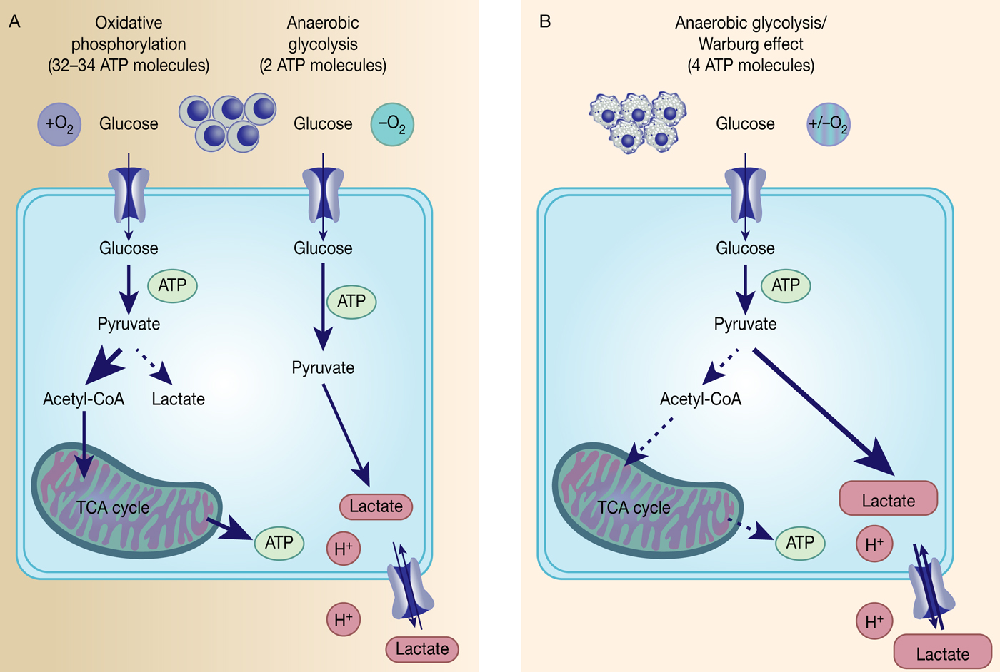 A
Oxidative
phosphorylation
(32–34 ATP molecules)
Anaerobic
glycolysis
(2 ATP molecules)
+O2
Glucose
Glucose
–O2
Glucose
ATP
Pyruvate
Acetyl-CoA
Lactate
TCA cycle
ATP
Glucose
ATP
Pyruvate
Lactate
H+
H+
Lactate
B
Anaerobic glycolysis/
Warburg effect
(4 ATP molecules)
Glucose
+/–O2
Glucose
ATP
Pyruvate
Acetyl-CoA
TCA cycle
ATP
Lactate
H+
H+
Lactate